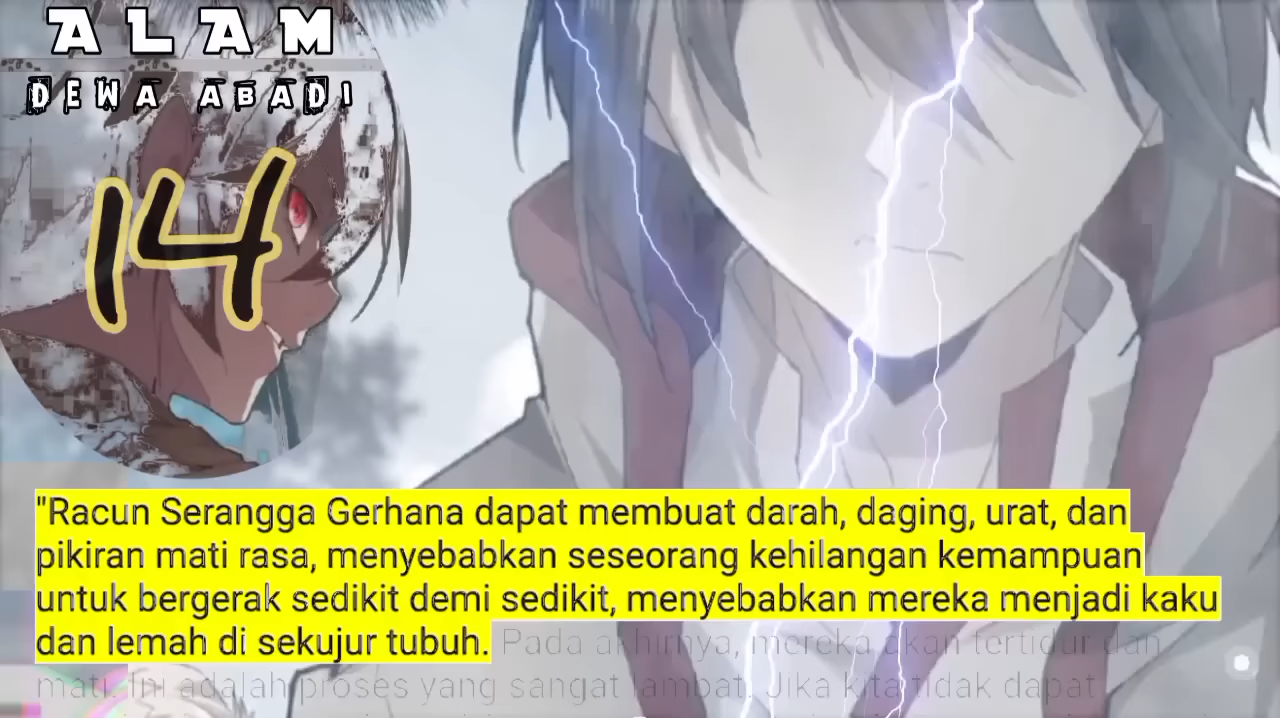 ALAM
DEWA ABADI
14
"Racun Serangga Gerhana dapat membuat darah, daging, urat, dan
pikiran mati rasa, menyebabkan seseorang kehilangan kemampuan
untuk bergerak sedikit demi sedikit, menyebabkan mereka menjadi kaku
dan lemah di sekujur tubuh. Pada akhirnya, mereka akan tertidur dan
mati. Ini adalah proses yang sangat lambat. Jika kita tidak dapat